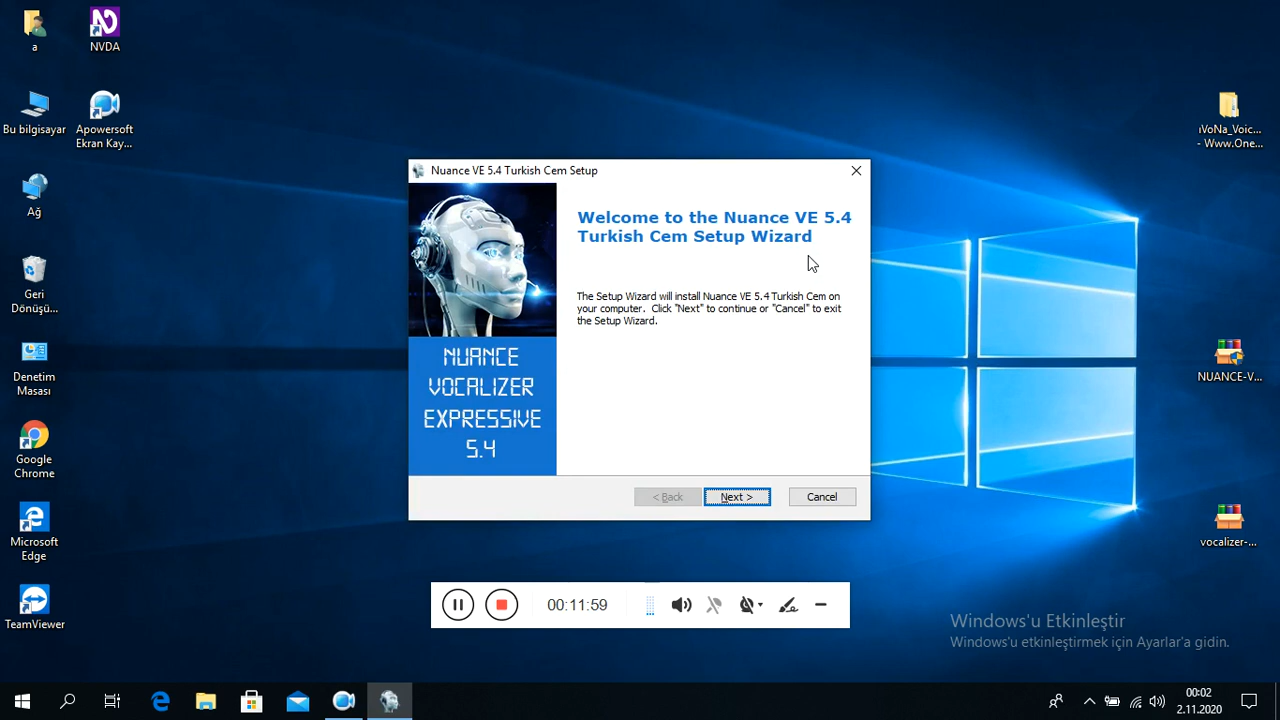 a
NVDA
Bu bilgisayar
Apowersoft
Ekran Kay...
Ağ
Geri
Dönüşü...
Denetim
Masası
Google
Chrome
Microsoft
Edge
TeamViewer
Nuance VE 5.4 Turkish Cem Setup
Welcome to the Nuance VE 5.4
Turkish Cem Setup Wizard
The Setup Wizard will install Nuance VE 5.4 Turkish Cem on
your computer. Click "Next" to continue or "Cancel" to exit
the Setup Wizard.
NUANCE
VOCALIZER
EXPRESSIVE
5.4
< Back
Next >
Cancel
00:11:59
ıVoNa_Voic...
- Www.One...
NUANCE-V...
vocalizer-...
Windows'u Etkinleştir
Windows'u etkinleştirmek için Ayarlar'a gidin.
00:02
2.11.2020